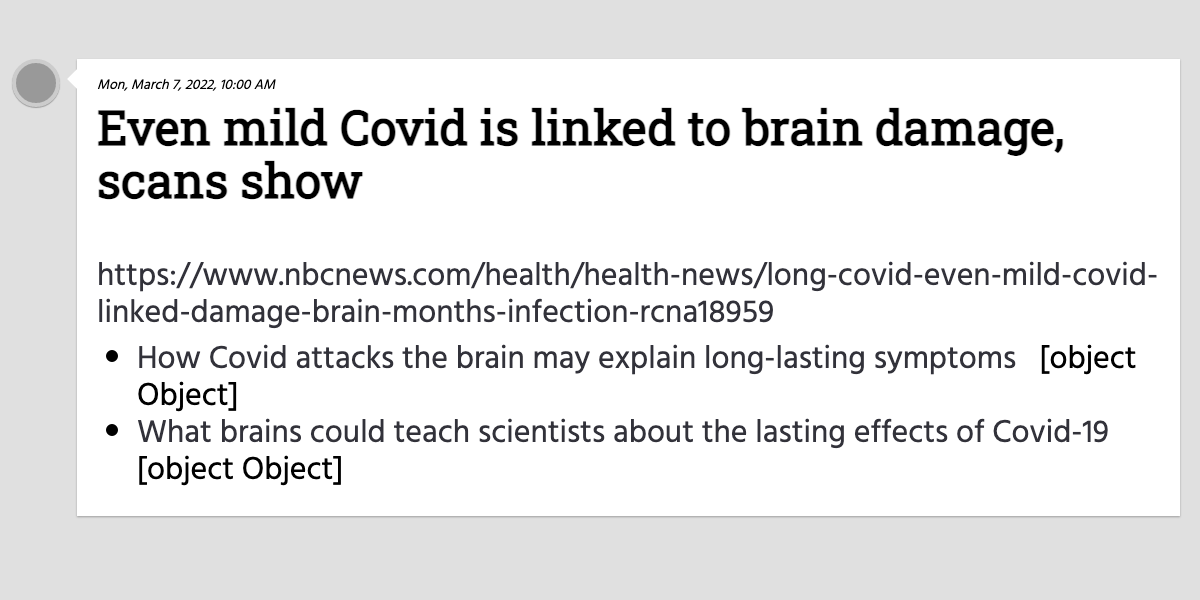 Mon, March 7, 2022, 10:00 AM
Even mild Covid is linked to brain damage,
scans show
https://www.nbcnews.com/health/health-news/long-covid-even-mild-covid-
linked-damage-brain-months-infection-rcna18959
• How Covid attacks the brain may explain long-lasting symptoms [object
Object]
• What brains could teach scientists about the lasting effects of Covid-19
[object Object]